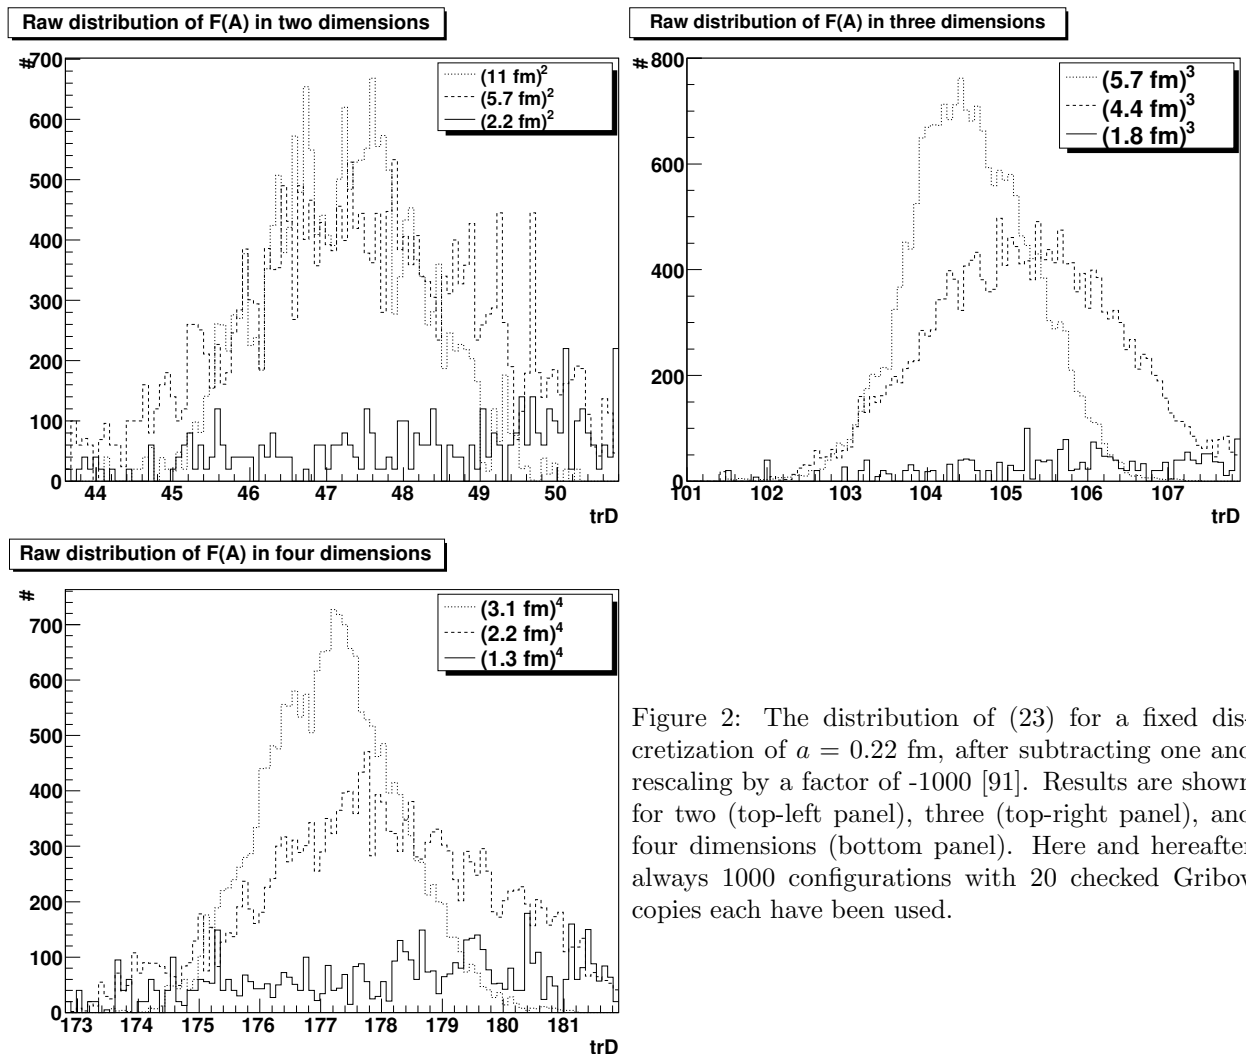 Raw distribution of F(A) in two dimensions
#
700
600
500
400
300
200
100
0
44 45 46 47 48 49 50
trD
(11 fm)²
(5.7 fm)²
(2.2 fm)²
Raw distribution of F(A) in three dimensions
#
800
600
400
200
0
101 102 103 104 105 106 107
trD
(5.7 fm)³
(4.4 fm)³
(1.8 fm)³
Raw distribution of F(A) in four dimensions
#
700
600
500
400
300
200
100
0
173 174 175 176 177 178 179 180 181
trD
(3.1 fm)⁴
(2.2 fm)⁴
(1.3 fm)⁴
Figure 2: The distribution of (23) for a fixed dis-
cretization of a = 0.22 fm, after subtracting one and
rescaling by a factor of -1000 [91]. Results are shown
for two (top-left panel), three (top-right panel), and
four dimensions (bottom panel). Here and hereafter
always 1000 configurations with 20 checked Gribov
copies each have been used.